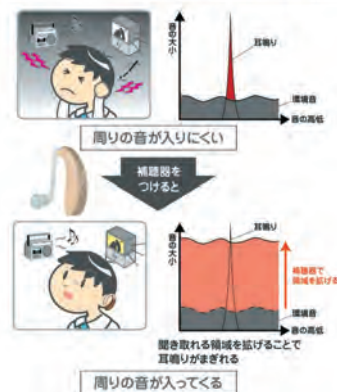 音の大小
耳鳴り
環境音
音の高低
周りの音が入りにくい
補聴器を
つけると
音の大小
耳鳴り
補聴器で
領域を拡げる
環境音
音の高低
聞き取れる領域を拡げることで
耳鳴りがまぎれる
周りの音が入ってくる